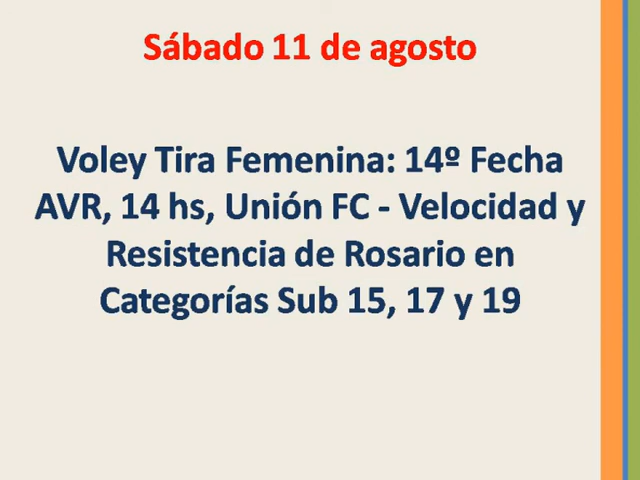 Sábado 11 de agosto
Voley Tira Femenina: 14º Fecha
AVR, 14 hs, Unión FC - Velocidad y
Resistencia de Rosario en
Categorías Sub 15, 17 y 19